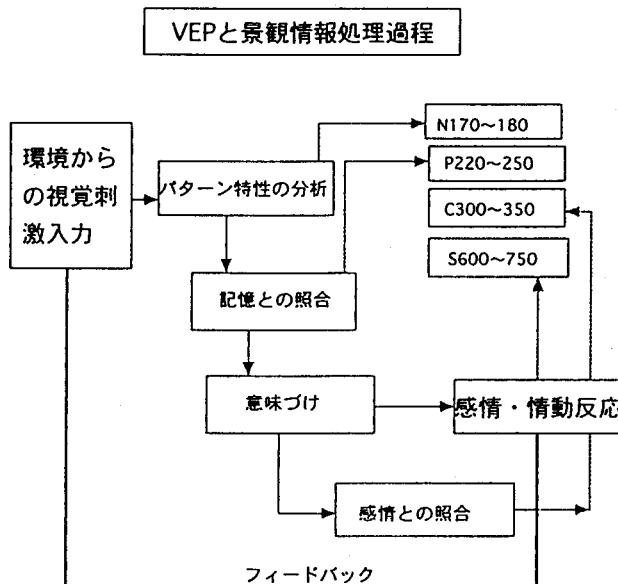 VEPと景観情報処理過程
環境から
の視覚刺
激入力
パターン特性の分析
記憶との照合
意味づけ
感情との照合
感情・情動反応
N170～180
P220～250
C300～350
S600～750
フィードバック